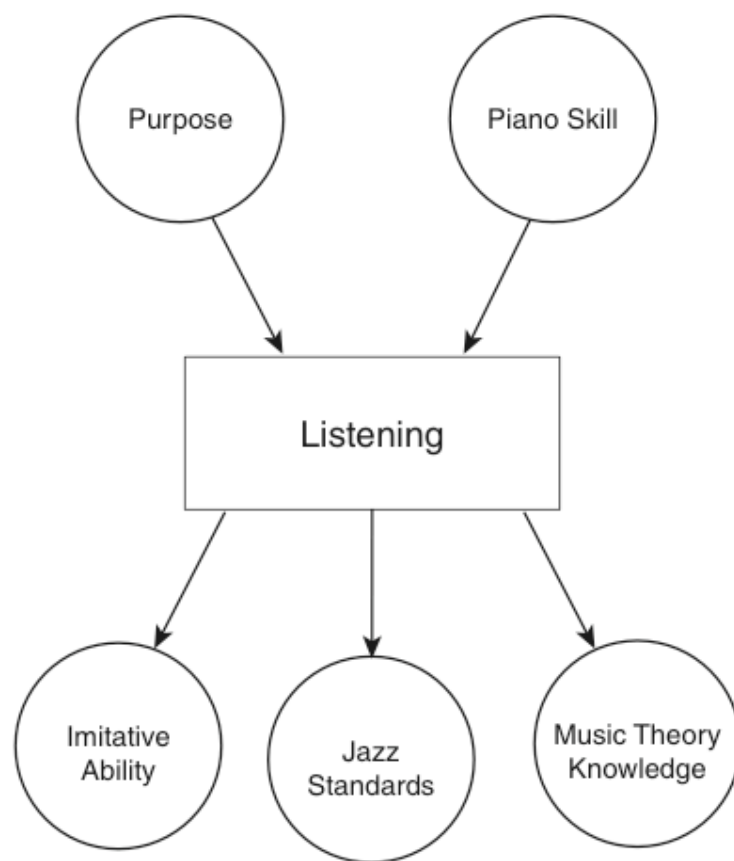 Purpose
Piano Skill
Listening
Imitative
Ability
Jazz
Standards
Music Theory
Knowledge